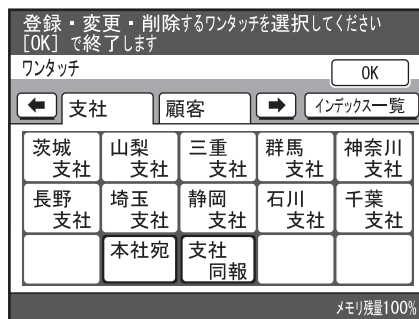 登録・変更・削除するワンタッチを選択してください
[OK] で終了します
ワンタッチ
OK
支社 顧客 インデックス一覧
茨城 山梨 三重 群馬 神奈川
支社 支社 支社 支社 支社
長野 埼玉 静岡 石川 千葉
支社 支社 支社 支社 支社
本社宛 支社
同報
メモリ残量100%